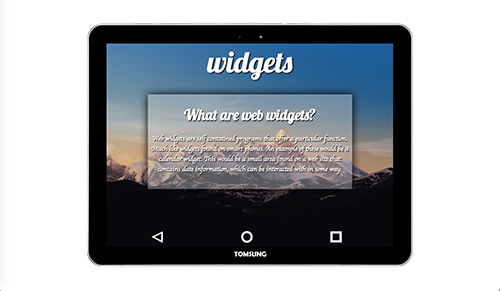 widgets
What are web widgets?
Web widgets are self contained programs that offer a particular function.
Much like widgets found on smart phones. An example of these would be a
calendar widget. This would be a small area found on a web site that
contains date information, which can be interacted with in some way.
TOMSUNG